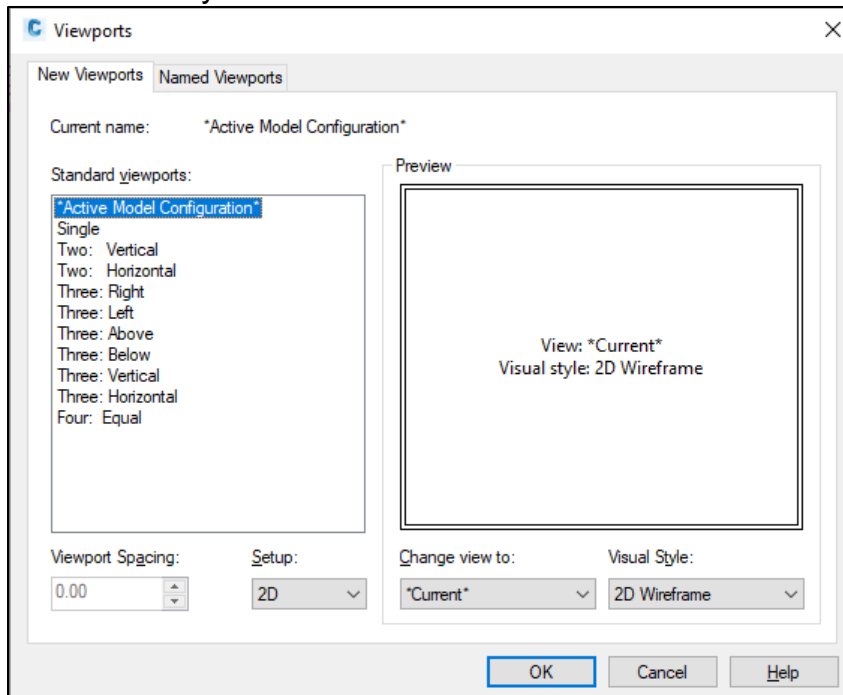 C Viewports
New Viewports Named Viewports
Current name: *Active Model Configuration*
Standard viewports:
*Active Model Configuration*
Single
Two: Vertical
Two: Horizontal
Three: Right
Three: Left
Three: Above
Three: Below
Three: Vertical
Three: Horizontal
Four: Equal
Preview
View: *Current*
Visual style: 2D Wireframe
Viewport Spacing: Setup:
0.00 2D
Change view to: Visual Style:
*Current* 2D Wireframe
OK Cancel Help